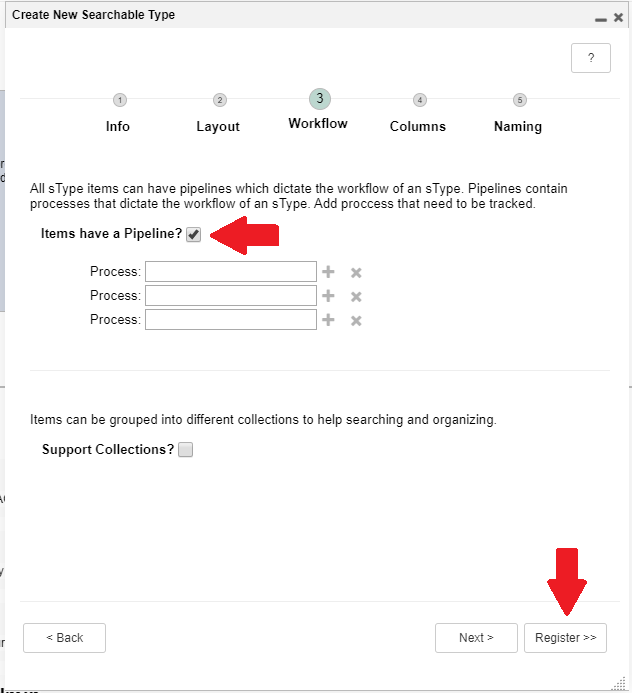 Create New Searchable Type
?
1 2 3 4 5
Info Layout Workflow Columns Naming
All sType items can have pipelines which dictate the workflow of an sType. Pipelines contain
processes that dictate the workflow of an sType. Add proccess that need to be tracked.
Items have a Pipeline?
Process:
Process:
Process:
Items can be grouped into different collections to help searching and organizing.
Support Collections?
< Back Next > Register >>